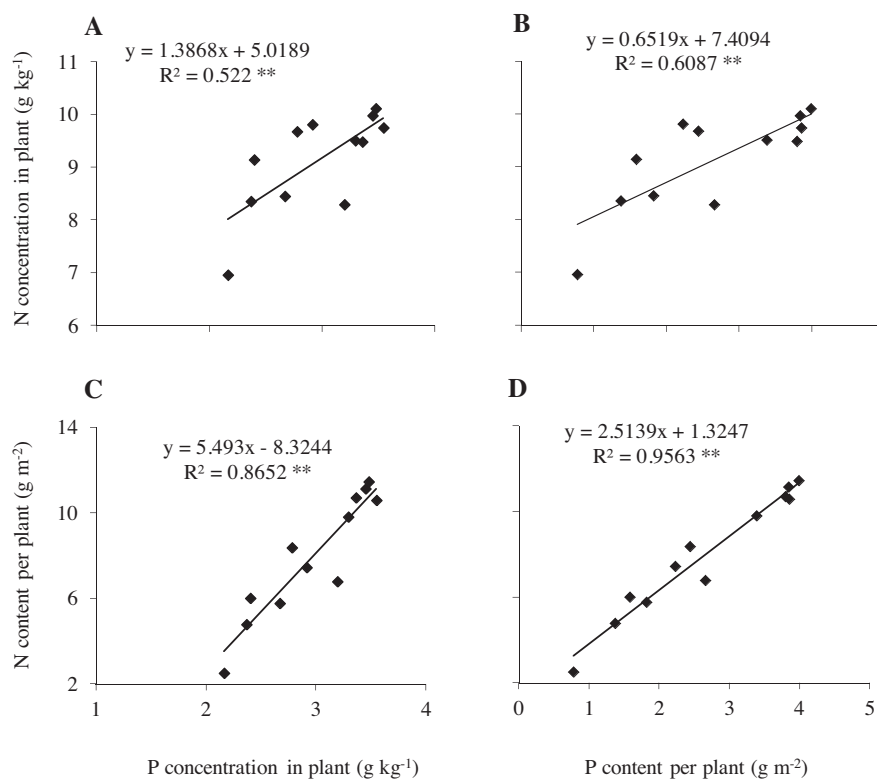 A
y = 1.3868x + 5.0189
R² = 0.522 **
B
y = 0.6519x + 7.4094
R² = 0.6087 **
N concentration in plant (g kg⁻¹)
11
10
9
8
7
6
C
y = 5.493x - 8.3244
R² = 0.8652 **
D
y = 2.5139x + 1.3247
R² = 0.9563 **
N content per plant (g m⁻²)
14
10
6
2
1 2 3 4
0 1 2 3 4 5
P concentration in plant (g kg⁻¹)
P content per plant (g m⁻²)